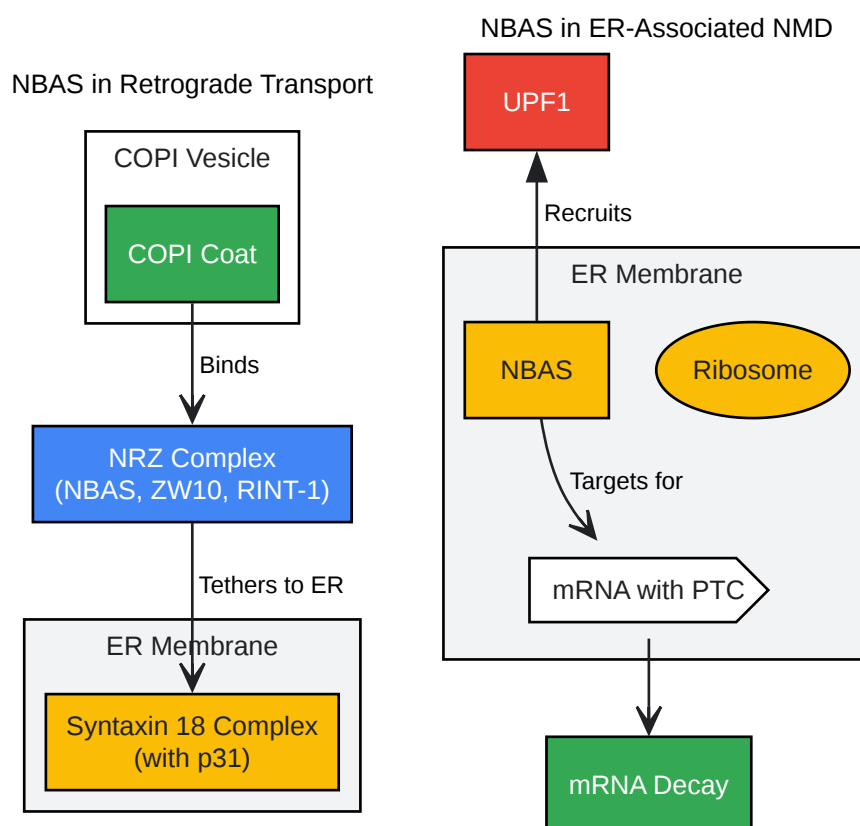 NBAS in Retrograde Transport
COPI Vesicle
COPI Coat
Binds
NRZ Complex
(NBAS, ZW10, RINT-1)
Tethers to ER
ER Membrane
Syntaxin 18 Complex
(with p31)
NBAS in ER-Associated NMD
UPF1
Recruits
ER Membrane
NBAS
Ribosome
Targets for
mRNA with PTC
mRNA Decay